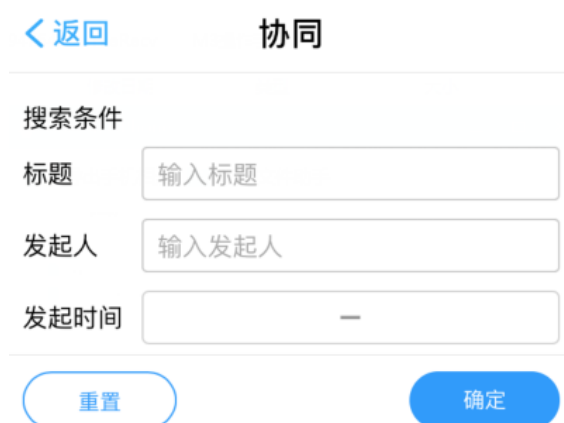 返回 协同
搜索条件
标题 输入标题
发起人 输入发起人
发起时间 —
重置 确定